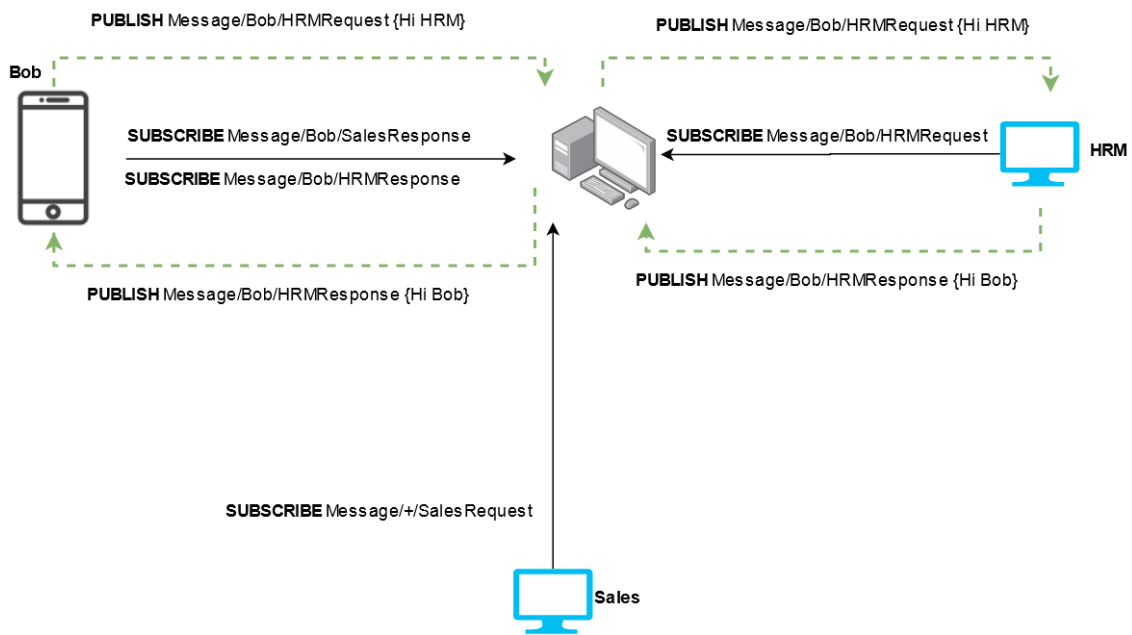 PUBLISH Message/Bob/HRMRequest {Hi HRM}
PUBLISH Message/Bob/HRMRequest {Hi HRM}
Bob
SUBSCRIBE Message/Bob/SalesResponse
SUBSCRIBE Message/Bob/HRMRequest
HRM
SUBSCRIBE Message/Bob/HRMResponse
PUBLISH Message/Bob/HRMResponse {Hi Bob}
PUBLISH Message/Bob/HRMResponse {Hi Bob}
SUBSCRIBE Message/+/SalesRequest
Sales